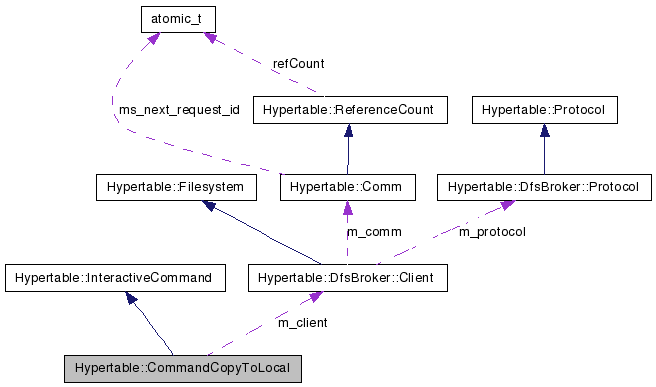 atomic_t
refCount
ms_next_request_id
Hypertable::ReferenceCount
Hypertable::Protocol
Hypertable::Filesystem
Hypertable::Comm
Hypertable::DfsBroker::Protocol
m_comm
m_protocol
Hypertable::InteractiveCommand
Hypertable::DfsBroker::Client
m_client
Hypertable::CommandCopyToLocal